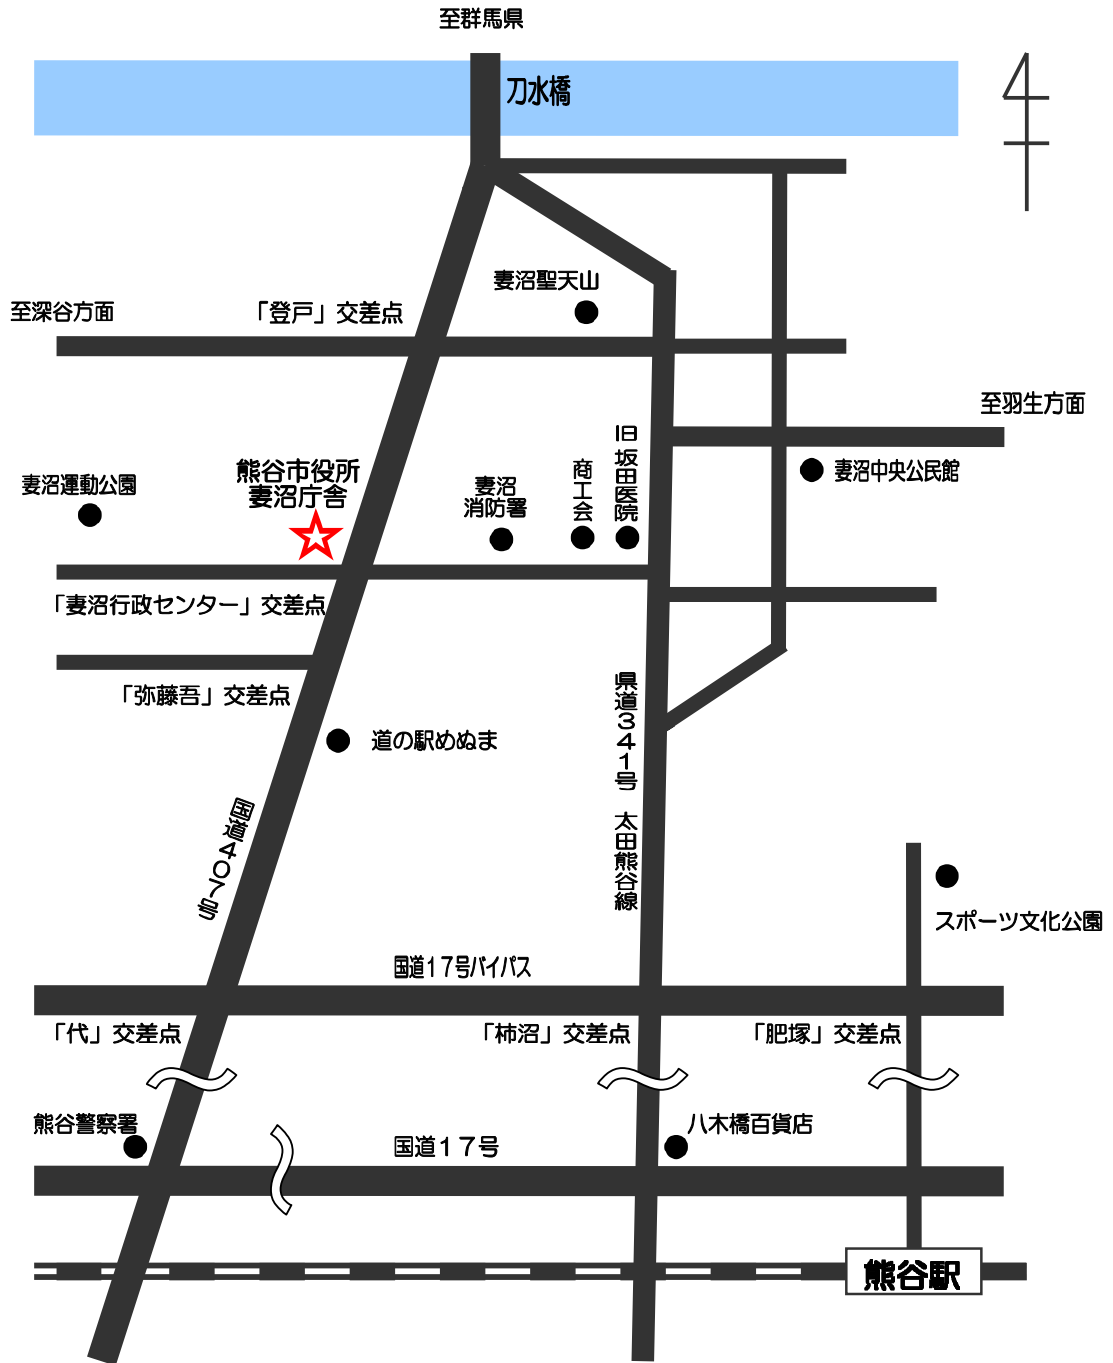 至群馬県
刀水橋
妻沼聖天山
至深谷方面
「登戸」交差点
至羽生方面
旧坂田医院
商工会
妻沼
消防署
妻沼中央公民館
熊谷市役所
妻沼庁舎
妻沼運動公園
「妻沼行政センター」交差点
「弥藤吾」交差点
道の駅めぬま
県道341号 太田熊谷線
国道407号
スポーツ文化公園
国道17号バイパス
「代」交差点
「柿沼」交差点
「肥塚」交差点
熊谷警察署
八木橋百貨店
国道17号
熊谷駅